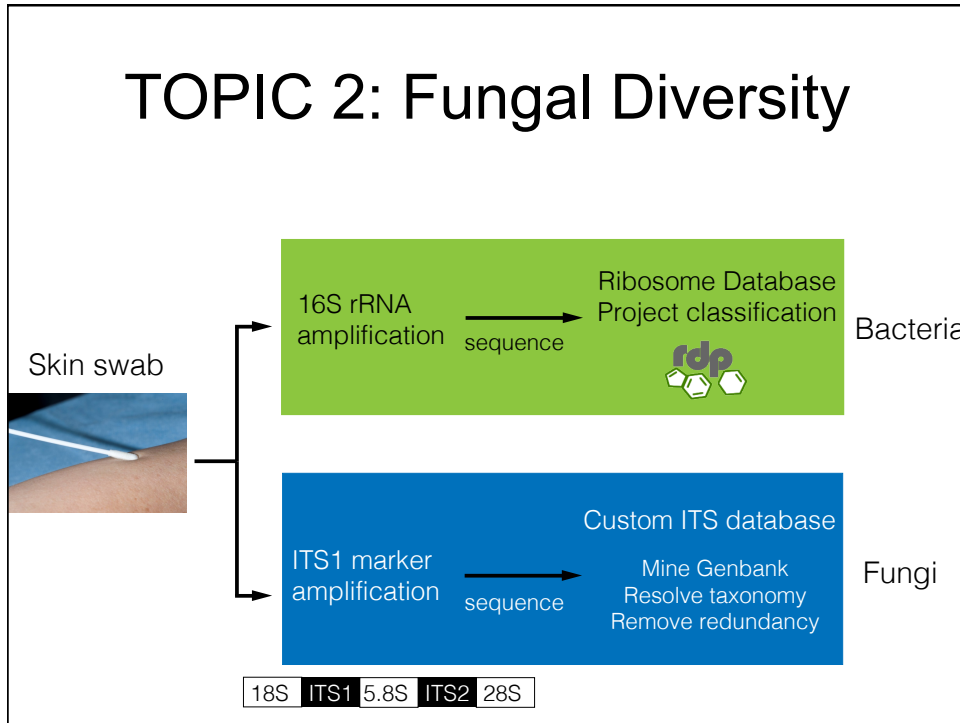 TOPIC 2: Fungal Diversity
Skin swab
16S rRNA
amplification
sequence
Ribosome Database
Project classification
rdp
Bacteria
ITS1 marker
amplification
sequence
Custom ITS database
Mine Genbank
Resolve taxonomy
Remove redundancy
Fungi
18S ITS1 5.8S ITS2 28S